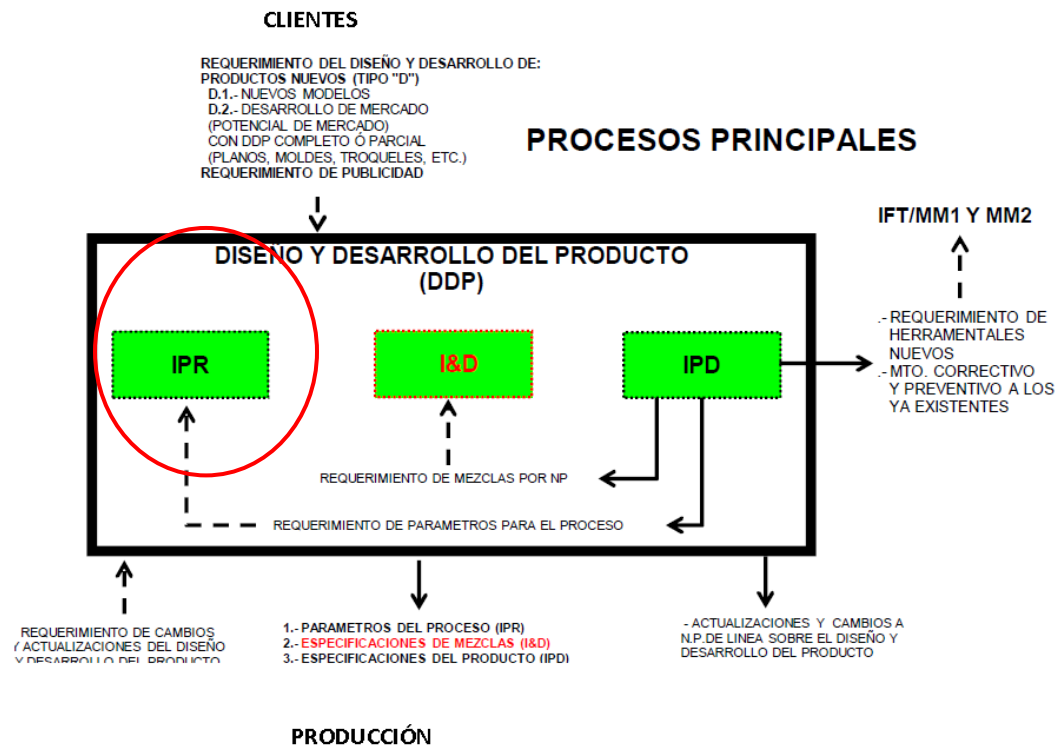 CLIENTES
REQUERIMIENTO DEL DISEÑO Y DESARROLLO DE:
PRODUCTOS NUEVOS (TIPO "D")
D.1.- NUEVOS MODELOS
D.2.- DESARROLLO DE MERCADO
(POTENCIAL DE MERCADO)
CON DDP COMPLETO Ó PARCIAL
(PLANOS, MOLDES, TROQUELES, ETC.)
REQUERIMIENTO DE PUBLICIDAD
PROCESOS PRINCIPALES
IFT/MM1 Y MM2
DISEÑO Y DESARROLLO DEL PRODUCTO
(DDP)
IPR
I&D
IPD
.- REQUERIMIENTO DE
HERRAMENTALES
NUEVOS
.- MTO. CORRECTIVO
Y PREVENTIVO A LOS
YA EXISTENTES
REQUERIMIENTO DE MEZCLAS POR NP
REQUERIMIENTO DE PARAMETROS PARA EL PROCESO
REQUERIMIENTO DE CAMBIOS
Y ACTUALIZACIONES DEL DISEÑO
Y DESARROLLO DEL PRODUCTO
1.- PARAMETROS DEL PROCESO (IPR)
2.- ESPECIFICACIONES DE MEZCLAS (I&D)
3.- ESPECIFICACIONES DEL PRODUCTO (IPD)
- ACTUALIZACIONES Y CAMBIOS A
N.P.DE LINEA SOBRE EL DISEÑO Y
DESARROLLO DEL PRODUCTO
PRODUCCIÓN